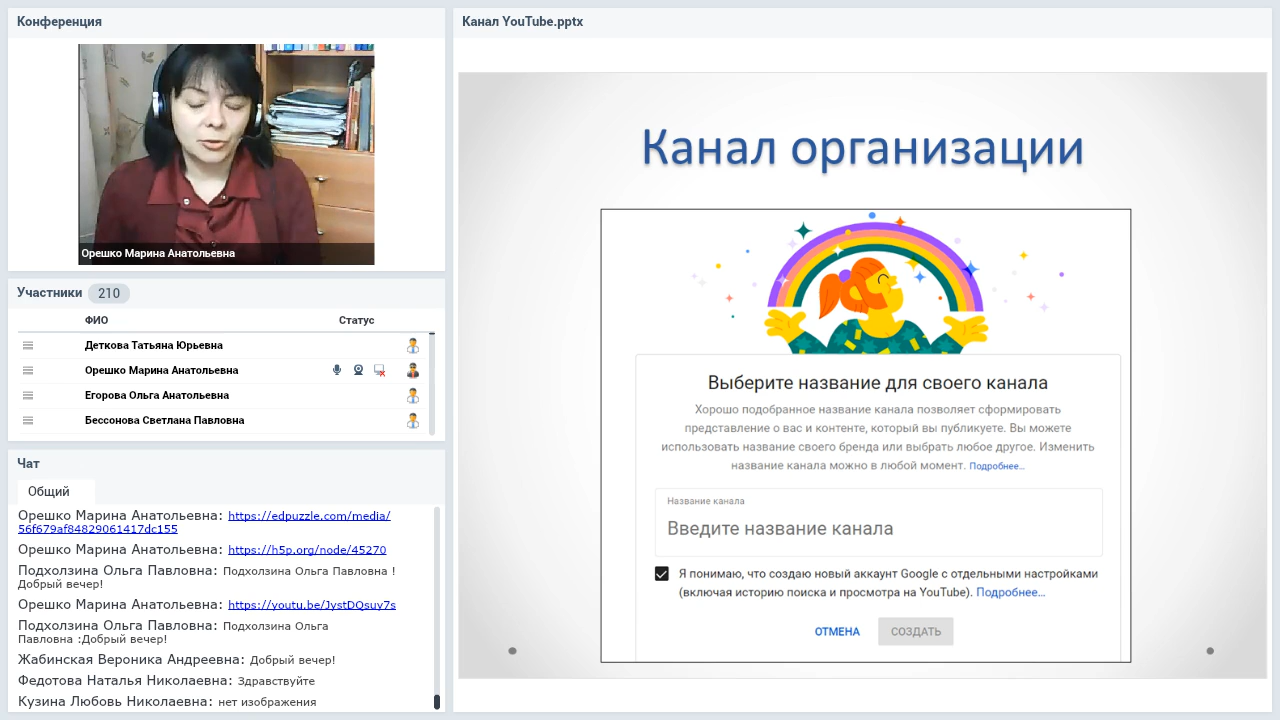 Конференция
Орешко Марина Анатольевна
Участники 210
ФИО Статус
Деткова Татьяна Юрьевна
Орешко Марина Анатольевна
Егорова Ольга Анатольевна
Бессонова Светлана Павловна
Чат
Общий
Орешко Марина Анатольевна: https://edpuzzle.com/media/
56f679af84829061417dc155
Орешко Марина Анатольевна: https://h5p.org/node/45270
Подхолзина Ольга Павловна: Подхолзина Ольга Павловна !
Добрый вечер!
Орешко Марина Анатольевна: https://youtu.be/JystDQsuy7s
Подхолзина Ольга Павловна: Подхолзина Ольга
Павловна :Добрый вечер!
Жабинская Вероника Андреевна: Добрый вечер!
Федотова Наталья Николаевна: Здравствуйте
Кузина Любовь Николаевна: нет изображения
Канал YouTube.pptx
Канал организации
Выберите название для своего канала
Хорошо подобранное название канала позволяет сформировать
представление о вас и контенте, который вы публикуете. Вы можете
использовать название своего бренда или выбрать любое другое. Изменить
название канала можно в любой момент. Подробнее…
Название канала
Введите название канала
Я понимаю, что создаю новый аккаунт Google с отдельными настройками
(включая историю поиска и просмотра на YouTube). Подробнее…
ОТМЕНА СОЗДАТЬ